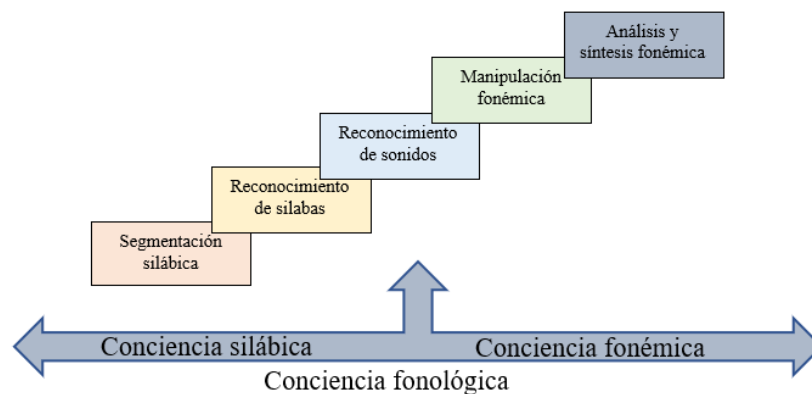 Análisis y
síntesis fonémica
Manipulación
fonémica
Reconocimiento
de sonidos
Reconocimiento
de silabas
Segmentación
silábica
Conciencia silábica
Conciencia fonémica
Conciencia fonológica